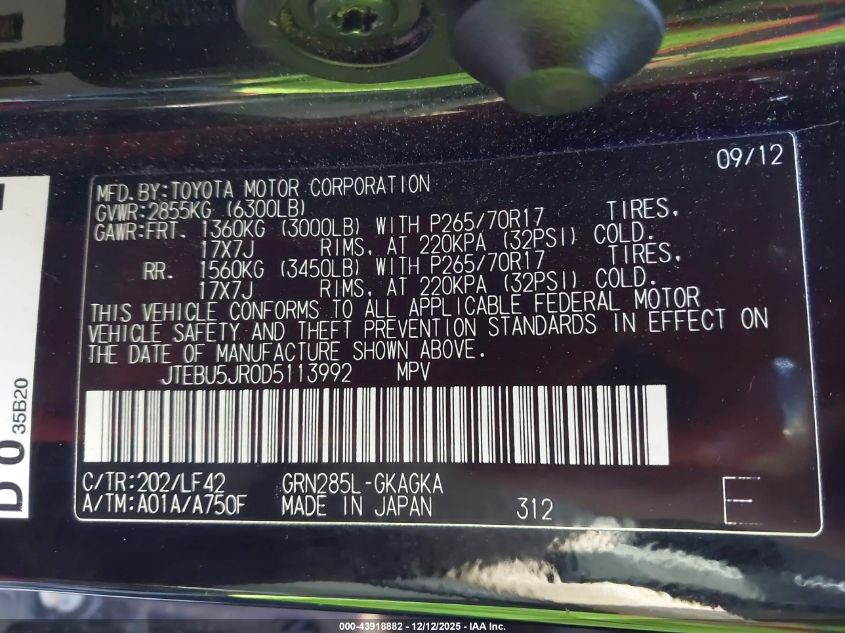 09/12
MFD.BY:TOYOTA MOTOR CORPORATION
GVWR:2855KG (6300LB)
GAWR:FRT. 1360KG (3000LB) WITH P265/70R17 TIRES,
17X7J RIMS, AT 220KPA (32PSI) COLD.
RR. 1560KG (3450LB) WITH P265/70R17 TIRES,
17X7J RIMS, AT 220KPA (32PSI) COLD.
THIS VEHICLE CONFORMS TO ALL APPLICABLE FEDERAL MOTOR
VEHICLE SAFETY AND THEFT PREVENTION STANDARDS IN EFFECT ON
THE DATE OF MANUFACTURE SHOWN ABOVE.
JTEBU5JR0D5113992 MPV
C/TR:202/LF42 GRN285L-GKAGKA
A/TM:A01A/A750F MADE IN JAPAN 312 E
D 0
35B20
000-43918882 - 12/12/2025 - IAA Inc.